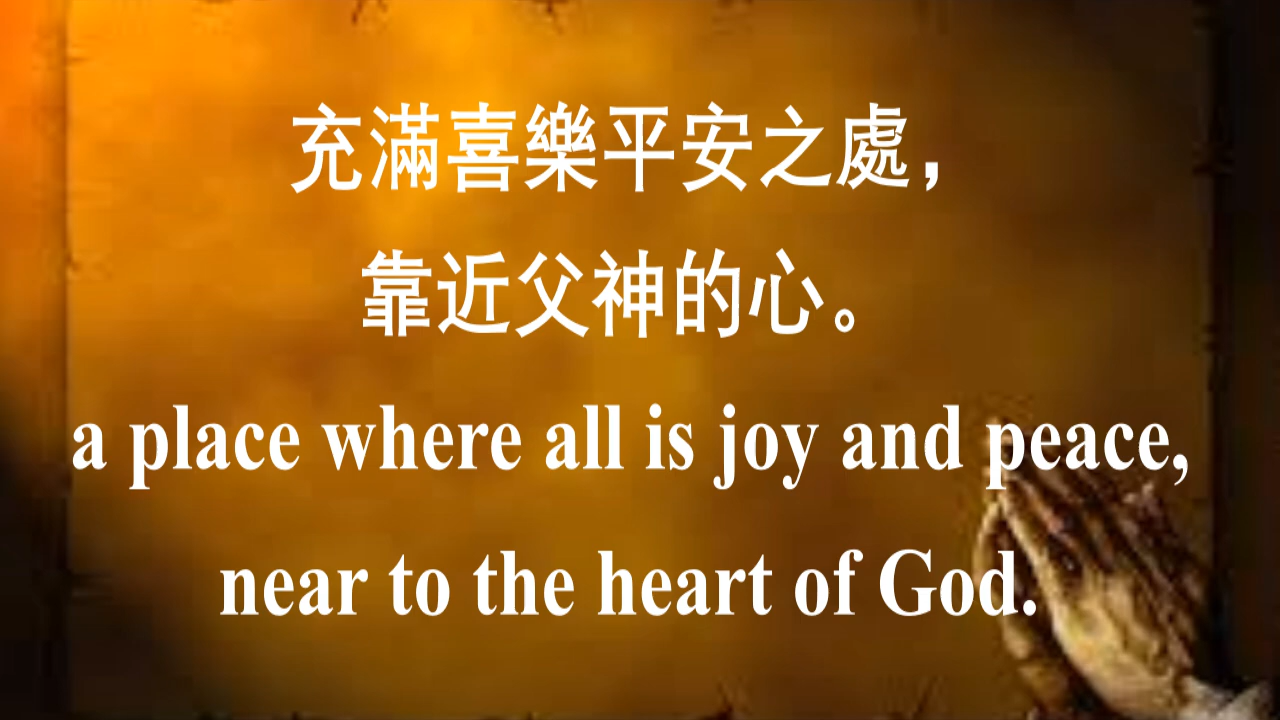 充滿喜樂平安之處，
靠近父神的心。
a place where all is joy and peace,
near to the heart of God.